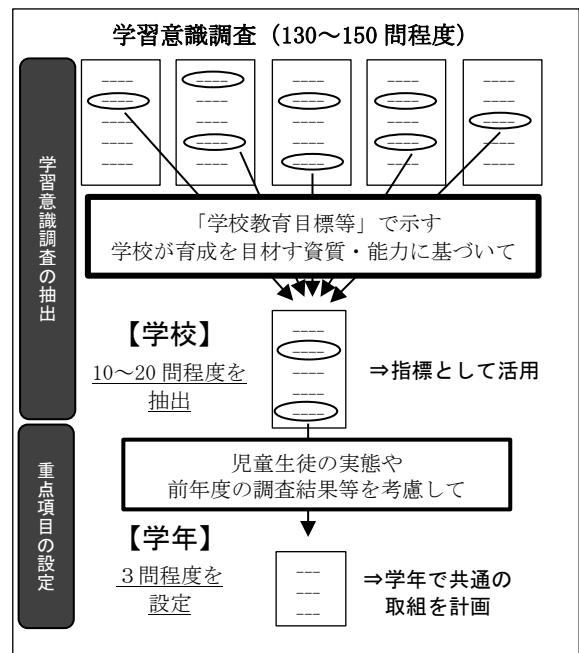 学習意識調査（130～150 問程度）
学習意識調査の抽出
「学校教育目標等」で示す
学校が育成を目材す資質・能力に基づいて
【学校】
10～20 問程度を
抽出
⇒指標として活用
重点項目の設定
児童生徒の実態や
前年度の調査結果等を考慮して
【学年】
３問程度を
設定
⇒学年で共通の
取組を計画